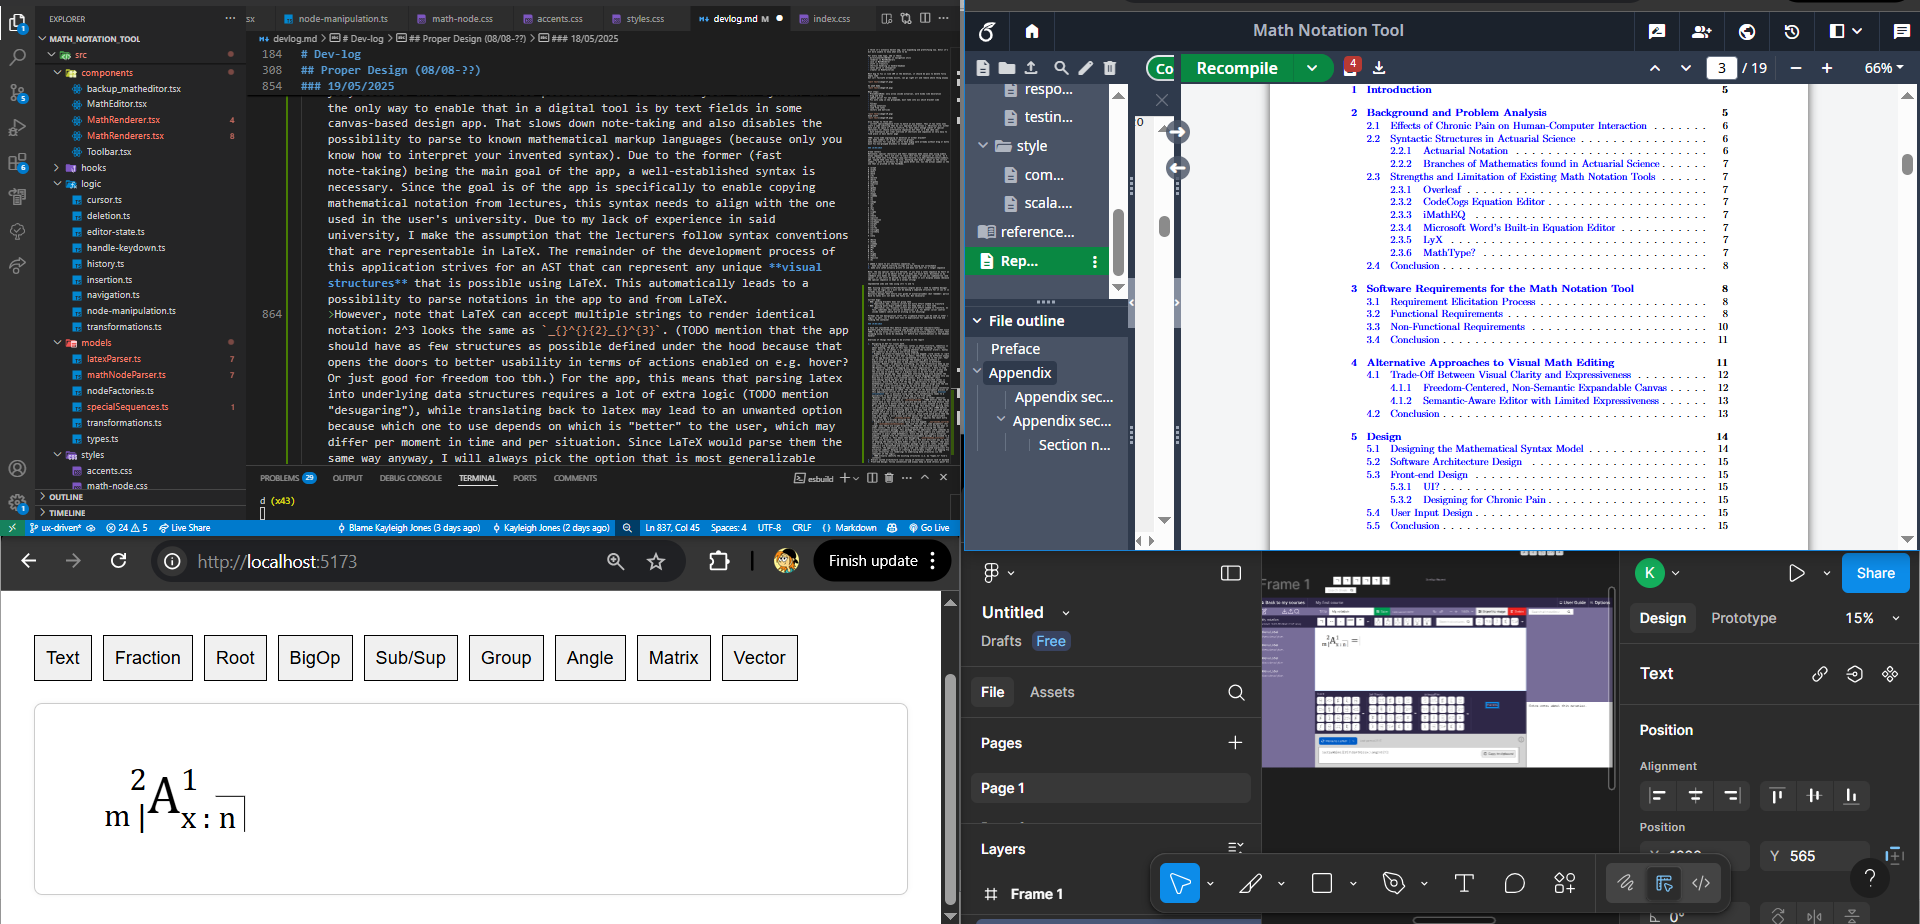 EXPLORER
MATH_NOTATION_TOOL
src
components
backup_matheditor.tsx
MathEditor.tsx
MathRenderer.tsx 4
MathRenderers.tsx 8
Toolbar.tsx
hooks
logic
cursor.ts
deletion.ts
editor-state.ts
handle-keydown.ts
history.ts
insertion.ts
navigation.ts
node-manipulation.ts
transformations.ts
models
latexParser.ts 7
mathNodeParser.ts 7
nodeFactories.ts
specialSequences.ts 1
transformations.ts
types.ts
styles
accents.css
math-node.css
OUTLINE
TIMELINE
sx node-manipulation.ts math-node.css accents.css styles.css devlog.md M index.css
devlog.md > # Dev-log > ## Proper Design (08/08-??) > ### 18/05/2025
184 # Dev-log
308 ## Proper Design (08/08-??)
854 ### 19/05/2025
the only way to enable that in a digital tool is by text fields in some
canvas-based design app. That slows down note-taking and also disables the
possibility to parse to known mathematical markup languages (because only you
know how to interpret your invented syntax). Due to the former (fast
note-taking) being the main goal of the app, a well-established syntax is
necessary. Since the goal is of the app is specifically to enable copying
mathematical notation from lectures, this syntax needs to align with the one
used in the user's university. Due to my lack of experience in said
university, I make the assumption that the lecturers follow syntax conventions
that are representable in LaTeX. The remainder of the development process of
this application strives for an AST that can represent any unique **visual
structures** that is possible using LaTeX. This automatically leads to a
possibility to parse notations in the app to and from LaTeX.
864 >However, note that LaTeX can accept multiple strings to render identical
notation: 2^3 looks the same as `_{}^{}{2}_{}^{3}`. (TODO mention that the app
should have as few structures as possible defined under the hood because that
opens the doors to better usability in terms of actions enabled on e.g. hover?
Or just good for freedom too tbh.) For the app, this means that parsing latex
into underlying data structures requires a lot of extra logic (TODO mention
"desugaring"), while translating back to latex may lead to an unwanted option
because which one to use depends on which is "better" to the user, which may
differ per moment in time and per situation. Since LaTeX would parse them the
same way anyway, I will always pick the option that is most generalizable
PROBLEMS 29 OUTPUT DEBUG CONSOLE TERMINAL PORTS COMMENTS esbuild
d (x43)
ux-driven* 24 5 Live Share Blame Kayleigh Jones (3 days ago) Kayleigh Jones (2 days ago) Ln 837, Col 45 Spaces: 4 UTF-8 CRLF {} Markdown Go Live
http://localhost:5173 Finish update
Text Fraction Root BigOp Sub/Sup Group Angle Matrix Vector
2 A 1
m| x : n
Math Notation Tool
Co Recompile 4 3 / 19 66%
respo...
testin...
style
com...
scala....
reference...
Rep...
File outline
Preface
Appendix
Appendix sec...
Appendix sec...
Section n...
1 Introduction 5
2 Background and Problem Analysis 5
2.1 Effects of Chronic Pain on Human-Computer Interaction . . . . . . . 6
2.2 Syntactic Structures in Actuarial Science . . . . . . . 6
2.2.1 Actuarial Notation . . . . . . . 6
2.2.2 Branches of Mathematics found in Actuarial Science . . . . . . . 7
2.3 Strengths and Limitation of Existing Math Notation Tools . . . . . . . 7
2.3.1 Overleaf . . . . . . . 7
2.3.2 CodeCogs Equation Editor . . . . . . . 7
2.3.3 iMathEQ . . . . . . . 7
2.3.4 Microsoft Word's Built-in Equation Editor . . . . . . . 7
2.3.5 LyX . . . . . . . 7
2.3.6 MathType? . . . . . . . 7
2.4 Conclusion . . . . . . . 8
3 Software Requirements for the Math Notation Tool 8
3.1 Requirement Elicitation Process . . . . . . . 8
3.2 Functional Requirements . . . . . . . 8
3.3 Non-Functional Requirements . . . . . . . 10
3.4 Conclusion . . . . . . . 11
4 Alternative Approaches to Visual Math Editing 11
4.1 Trade-Off Between Visual Clarity and Expressiveness . . . . . . . 12
4.1.1 Freedom-Centered, Non-Semantic Expandable Canvas . . . . . . . 12
4.1.2 Semantic-Aware Editor with Limited Expressiveness . . . . . . . 13
4.2 Conclusion . . . . . . . 13
5 Design 14
5.1 Designing the Mathematical Syntax Model . . . . . . . 14
5.2 Software Architecture Design . . . . . . . 15
5.3 Front-end Design . . . . . . . 15
5.3.1 UI? . . . . . . . 15
5.3.2 Designing for Chronic Pain . . . . . . . 15
5.4 User Input Design . . . . . . . 15
5.5 Conclusion . . . . . . . 15
Untitled
Drafts Free
File Assets
Pages
Page 1
Layers
Frame 1
Frame 1
K Share
Design Prototype 15%
Text
Position
Alignment
Position
Y 565